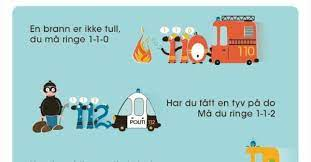 En brann er ikke tull,
du må ringe 1-1-0
110
110
Har du fått en tyv på do
Må du ringe 1-1-2
112
POLITI